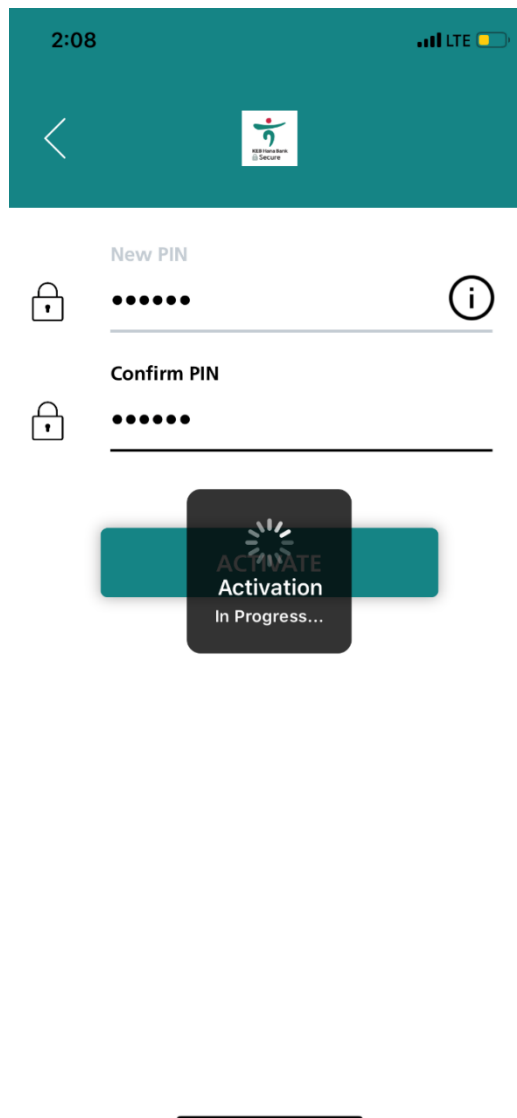 2:08
LTE
KEB Hana Bank
Secure
New PIN
••••••
Confirm PIN
••••••
ACTIVATE
Activation
In Progress...